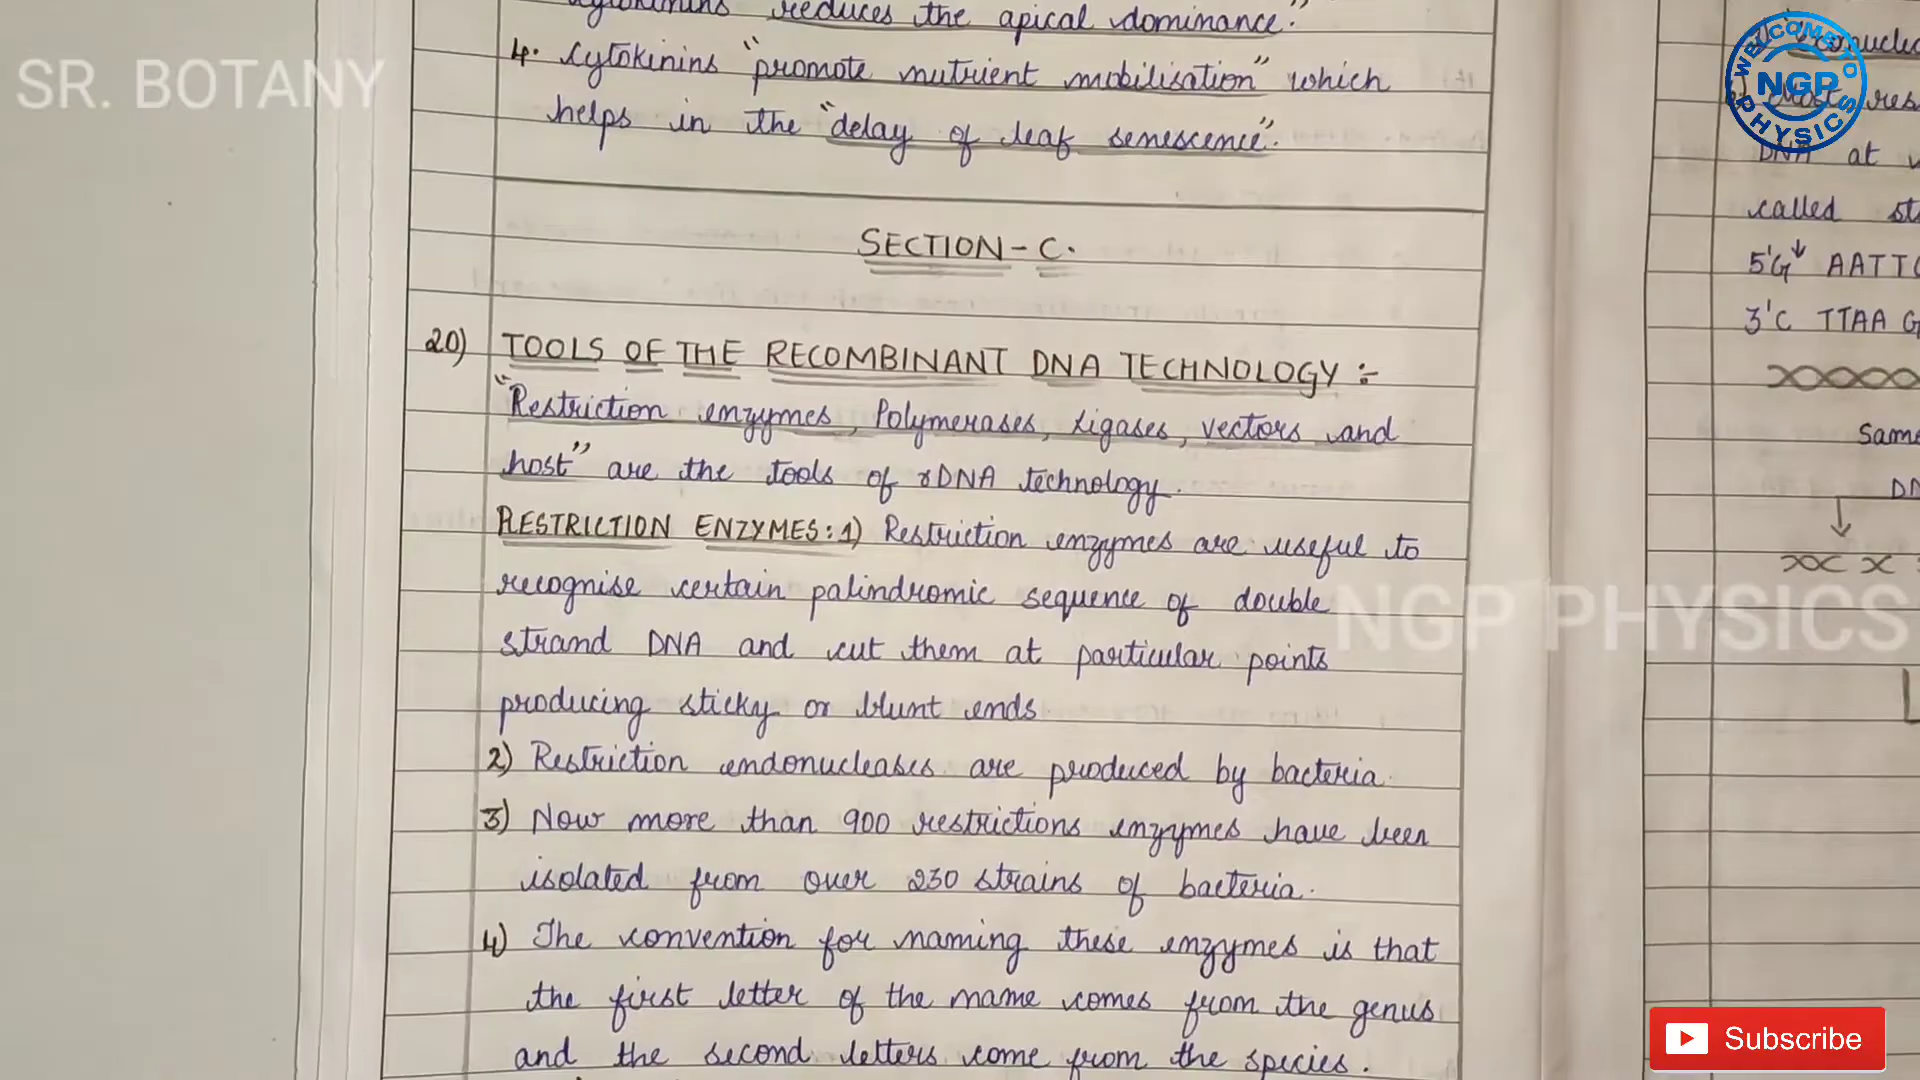 cytokinins reduces the apical dominance."
4. Cytokinins "promote nutrient mobilisation" which
helps in the "delay of leaf senescence".
SECTION-C.
20) TOOLS OF THE RECOMBINANT DNA TECHNOLOGY :-
"Restriction enzymes, Polymerases, Ligases, vectors and
host" are the tools of rDNA technology.
RESTRICTION ENZYMES: 1) Restriction enzymes are useful to
recognise certain palindromic sequence of double
strand DNA and cut them at particular points
producing sticky or blunt ends
2) Restriction endonucleases are produced by bacteria.
3) Now more than 900 restrictions enzymes have been
isolated from over 230 strains of bacteria.
4) The convention for naming these enzymes is that
the first letter of the name comes from the genus
and the second letters come from the species.
DNA at
called
5'G↓ AATT
3'C TTAA G
Same
SR. BOTANY
WELCOME TO
NGP
PHYSICS
NGP PHYSICS
Subscribe